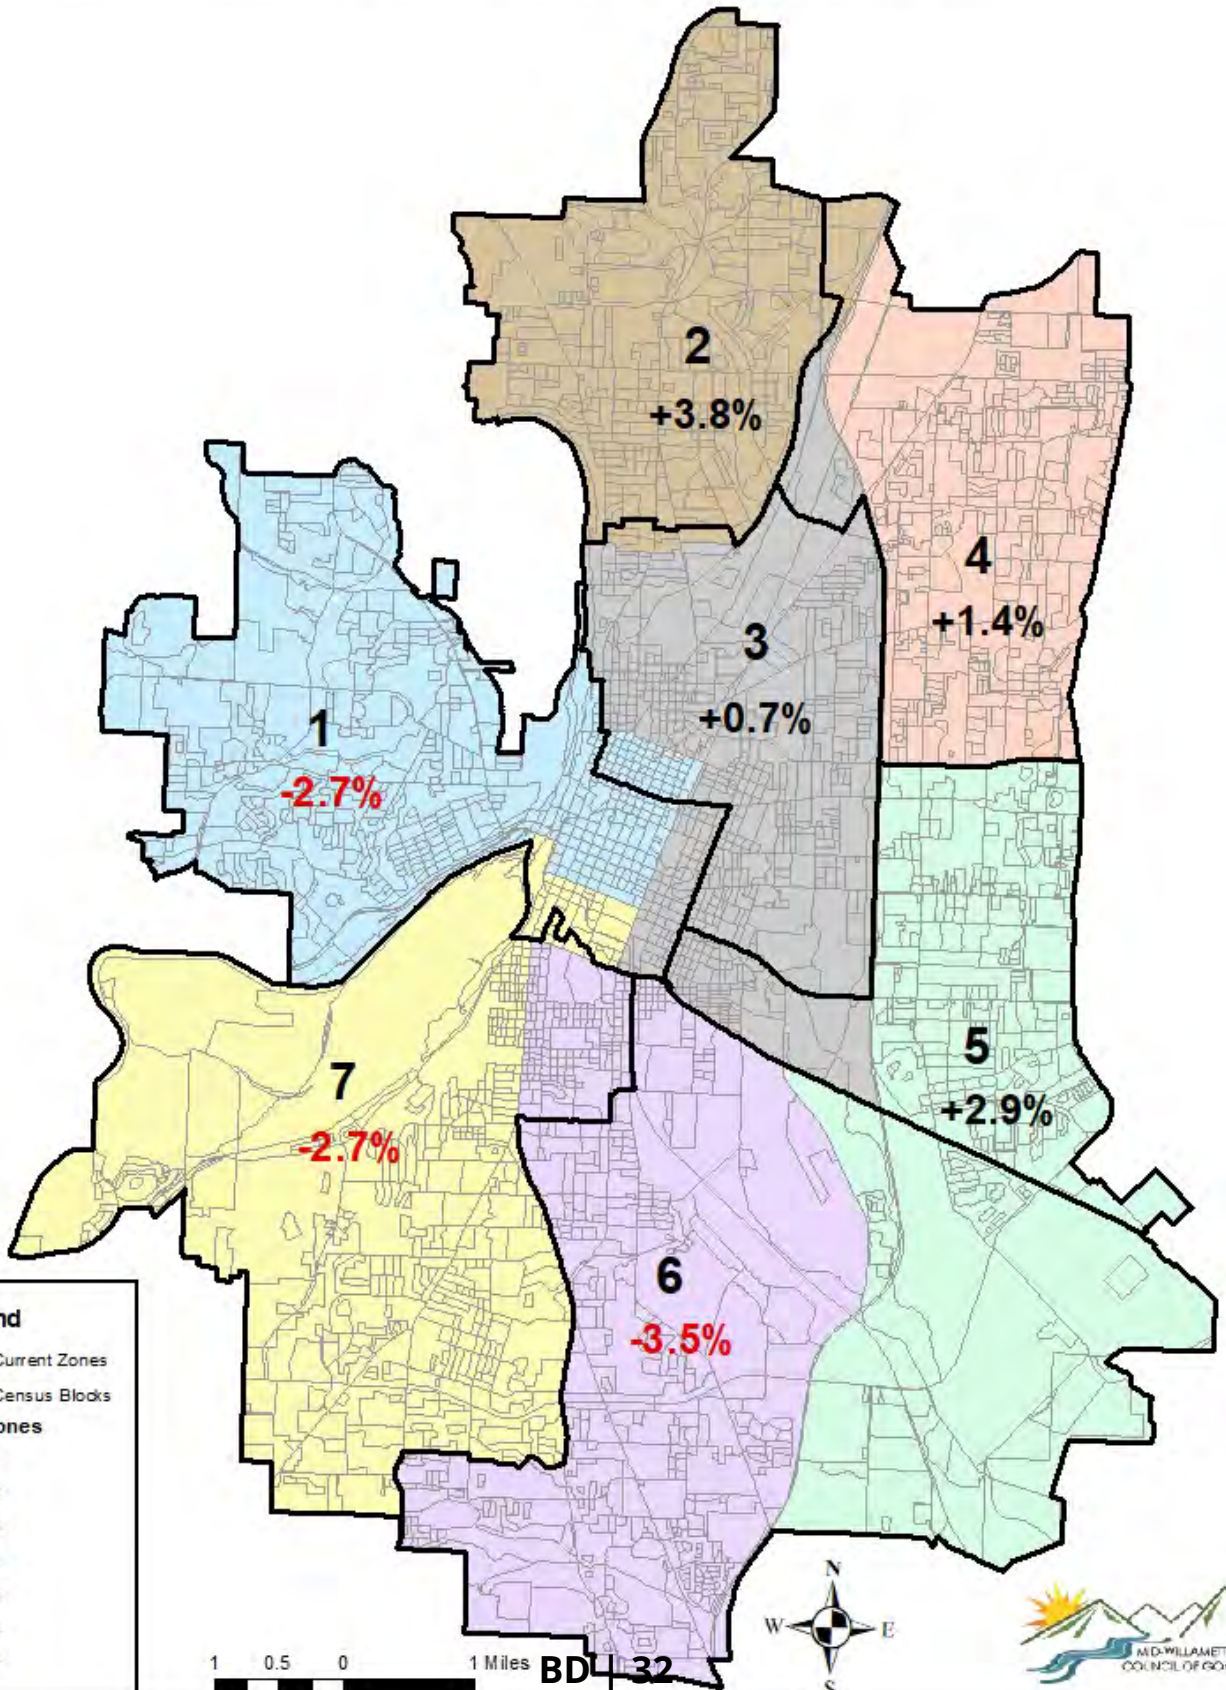 2
+3.8%
4
+1.4%
3
+0.7%
1
-2.7%
5
+2.9%
7
-2.7%
6
-3.5%
nd
Current Zones
Census Blocks
ones
N
W E
S
1 0.5 0 1 Miles
BD | 32
MID-WILLAMET
COUNCIL OF GO